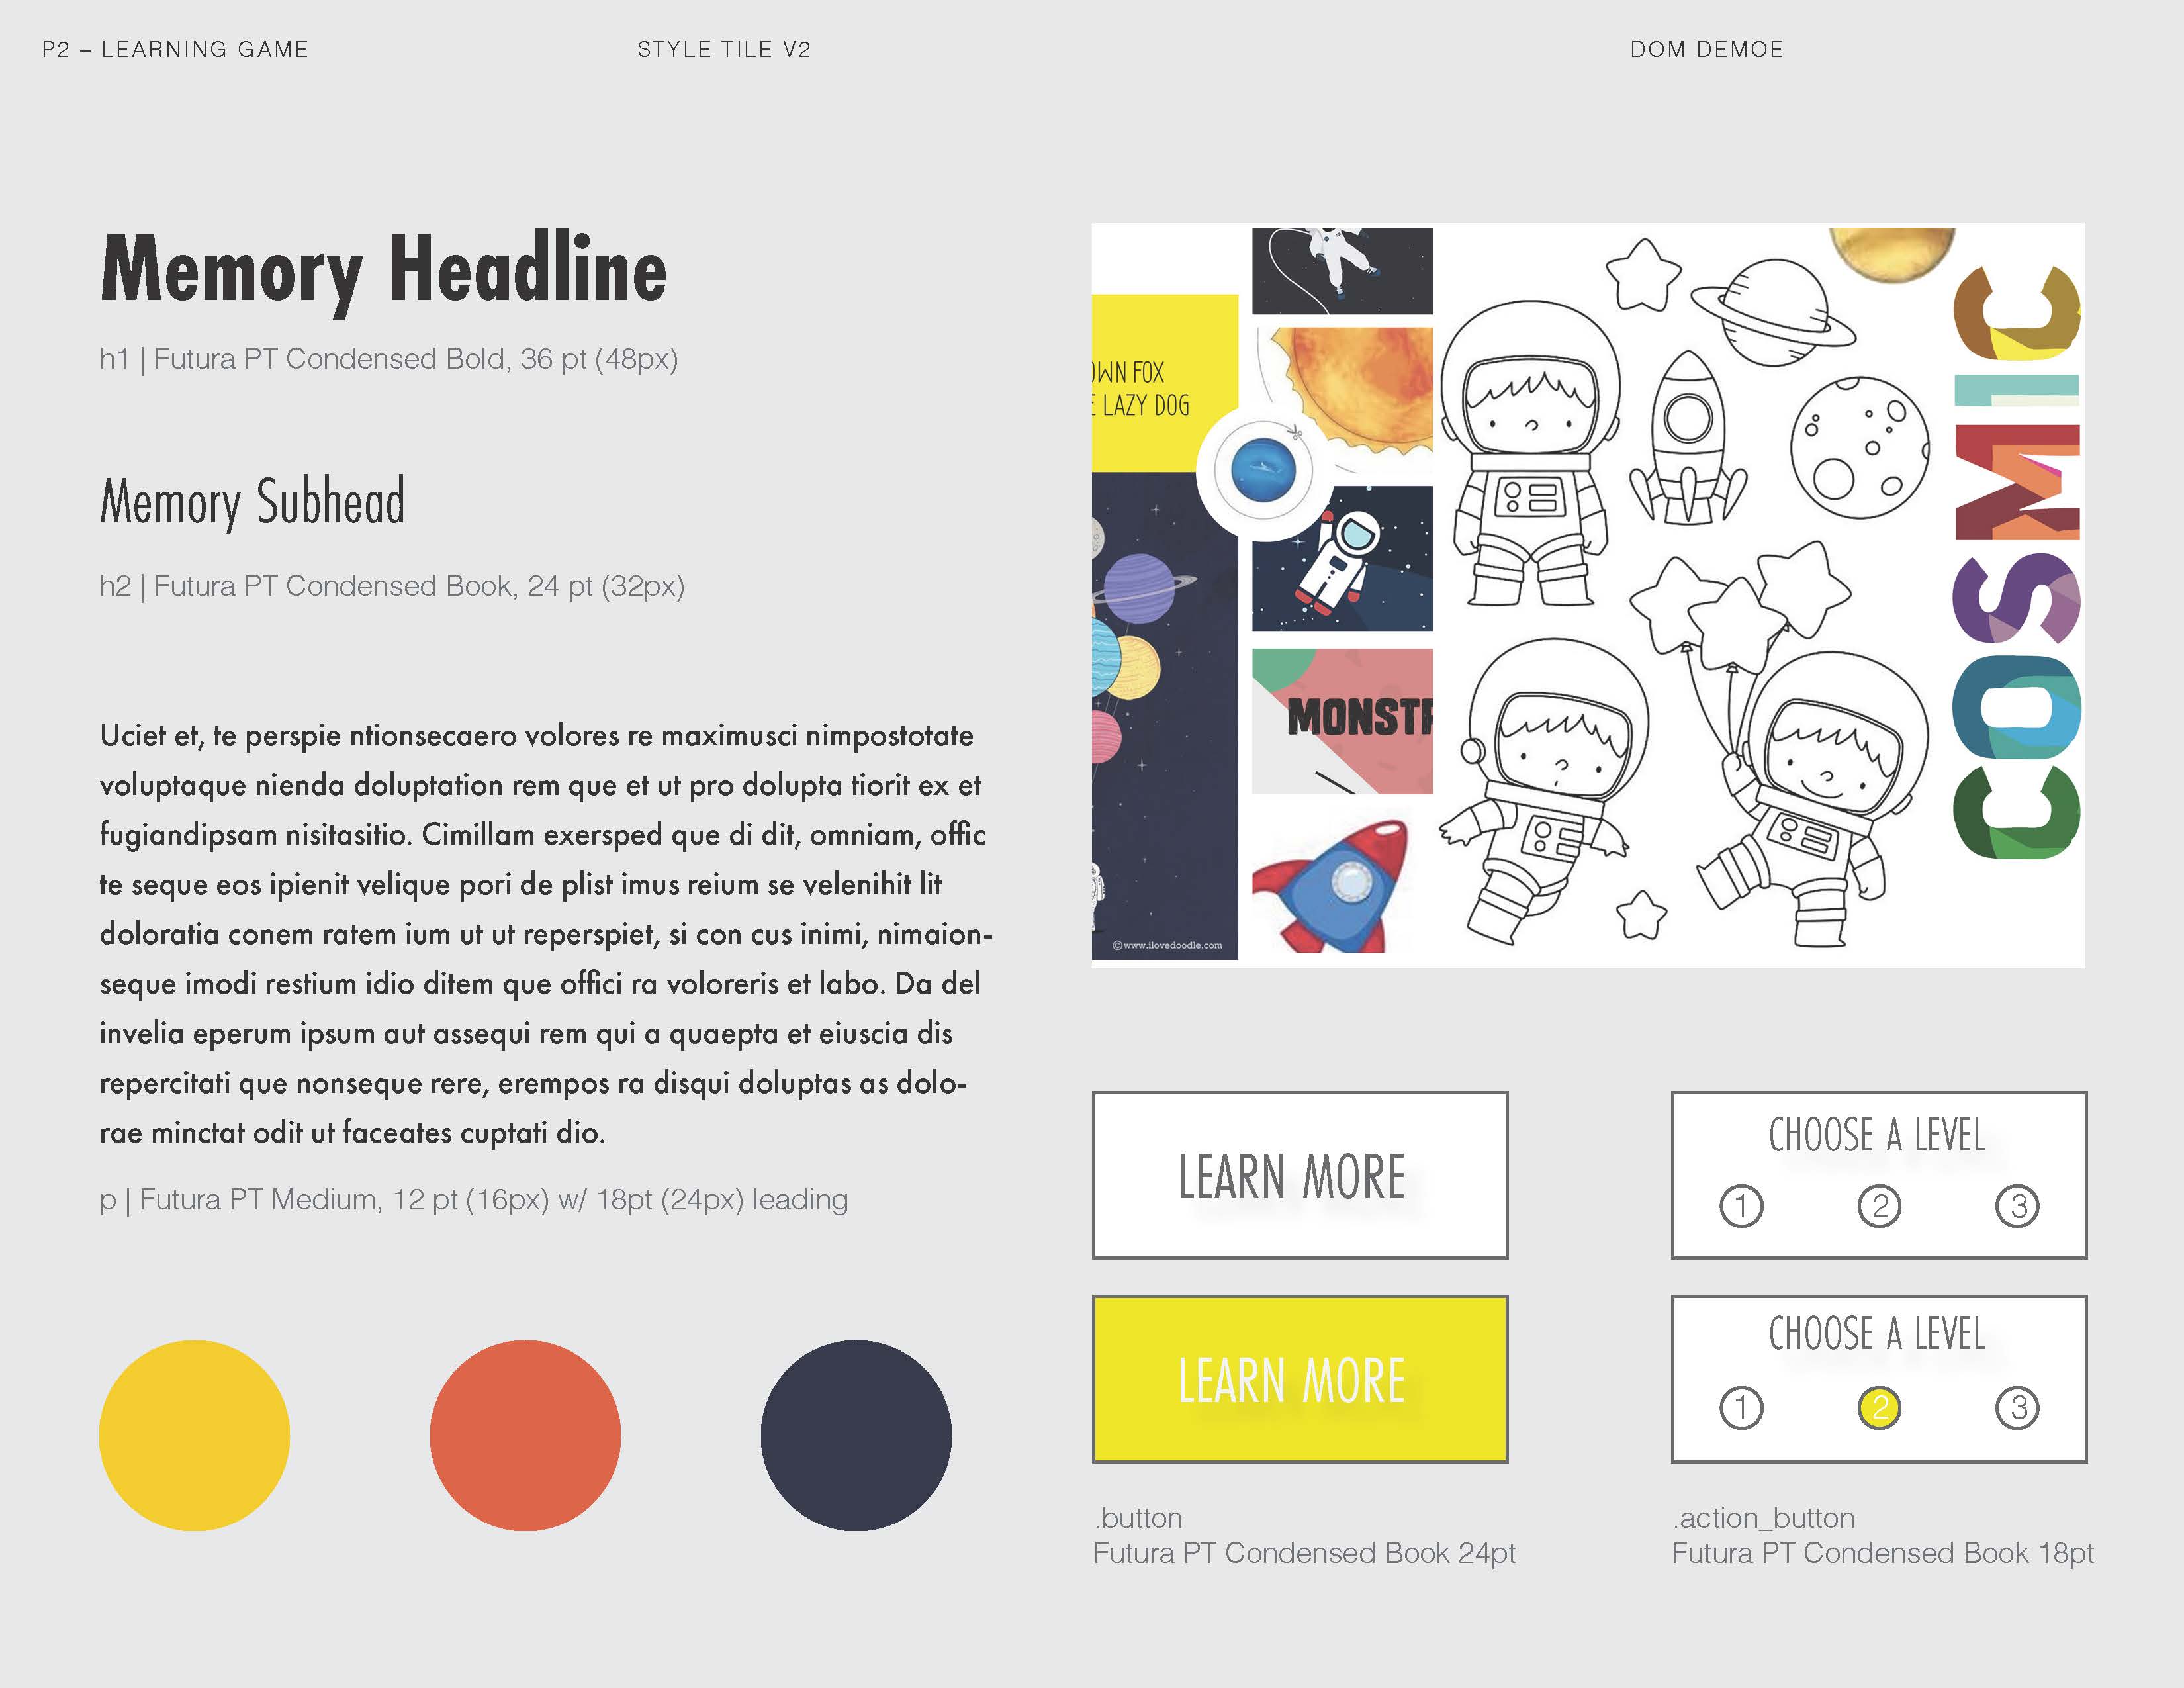 P2 – LEARNING GAME
STYLE TILE V2
DOM DEMOE
Memory Headline
h1 | Futura PT Condensed Bold, 36 pt (48px)
Memory Subhead
h2 | Futura PT Condensed Book, 24 pt (32px)
Uciet et, te perspie ntionsecaero volores re maximusci nimpostotate
voluptaque nienda doluptation rem que et ut pro dolupta tiorit ex et
fugiandipsam nisitasitio. Cimillam exersped que di dit, omniam, offic
te seque eos ipienit velique pori de plist imus reium se velenihit lit
doloratia conem ratem ium ut ut reperspiet, si con cus inimi, nimaion-
seque imodi restium idio ditem que offici ra voloreris et labo. Da del
invelia eperum ipsum aut assequi rem qui a quaepta et eiuscia dis
repercitati que nonseque rere, erempos ra disqui doluptas as dolo-
rae minctat odit ut faceates cuptati dio.
p | Futura PT Medium, 12 pt (16px) w/ 18pt (24px) leading
OWN FOX
E LAZY DOG
©www.ilovedoodle.com
MONSTR
COSMIC
LEARN MORE
LEARN MORE
.button
Futura PT Condensed Book 24pt
CHOOSE A LEVEL
1 2 3
CHOOSE A LEVEL
1 2 3
.action_button
Futura PT Condensed Book 18pt